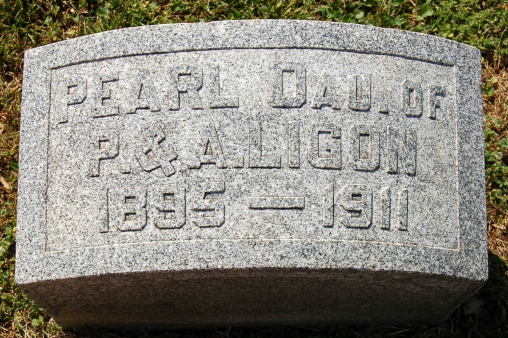 PEARL DAU. OF
P. & A. LIGON
1895 — 1911